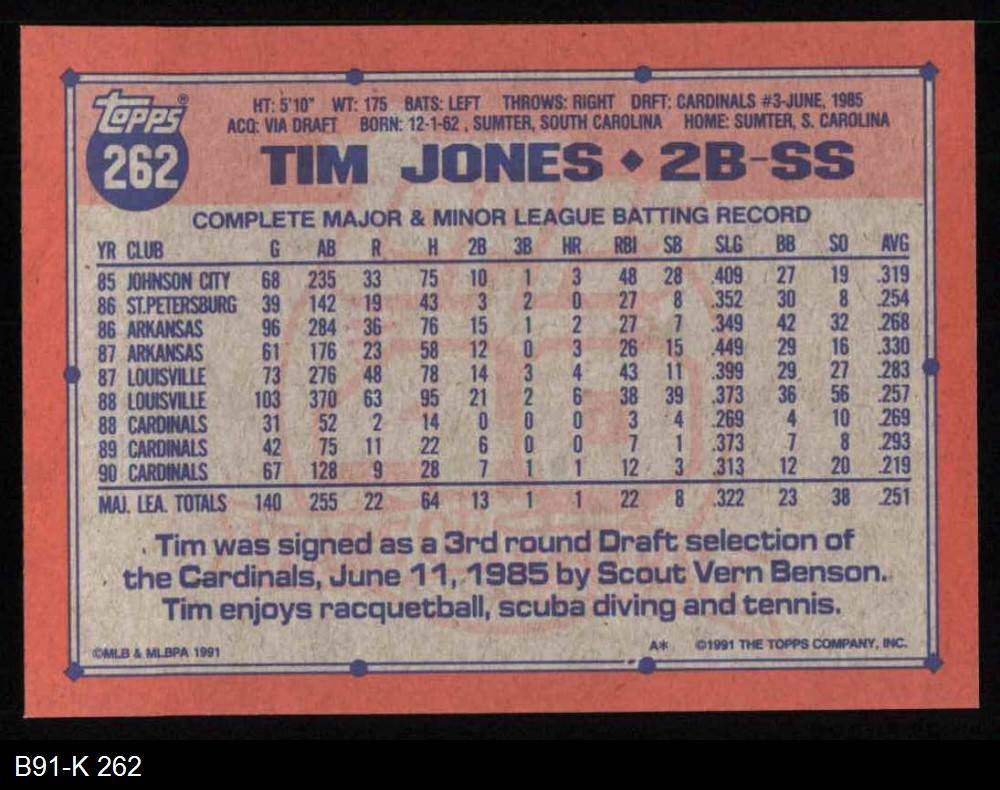 topps®
262
HT: 5'10" WT: 175 BATS: LEFT THROWS: RIGHT DRFT: CARDINALS #3-JUNE, 1985
ACQ: VIA DRAFT BORN: 12-1-62 , SUMTER, SOUTH CAROLINA HOME: SUMTER, S. CAROLINA
TIM JONES ◆ 2B-SS
COMPLETE MAJOR & MINOR LEAGUE BATTING RECORD
YR CLUB G AB R H 2B 3B HR RBI SB SLG BB SO AVG
85 JOHNSON CITY 68 235 33 75 10 1 3 48 28 .409 27 19 .319
86 ST.PETERSBURG 39 142 19 43 3 2 0 27 8 .352 30 8 .254
86 ARKANSAS 96 284 36 76 15 1 2 27 7 .349 42 32 .268
87 ARKANSAS 61 176 23 58 12 0 3 26 15 .449 29 16 .330
87 LOUISVILLE 73 276 48 78 14 3 4 43 11 .399 29 27 .283
88 LOUISVILLE 103 370 63 95 21 2 6 38 39 .373 36 56 .257
88 CARDINALS 31 52 2 14 0 0 0 3 4 .269 4 10 .269
89 CARDINALS 42 75 11 22 6 0 0 7 1 .373 7 8 .293
90 CARDINALS 67 128 9 28 7 1 1 12 3 .313 12 20 .219
MAJ. LEA. TOTALS 140 255 22 64 13 1 1 22 8 .322 23 38 .251
Tim was signed as a 3rd round Draft selection of
the Cardinals, June 11, 1985 by Scout Vern Benson.
Tim enjoys racquetball, scuba diving and tennis.
©MLB & MLBPA 1991 A* ©1991 THE TOPPS COMPANY, INC.
B91-K 262